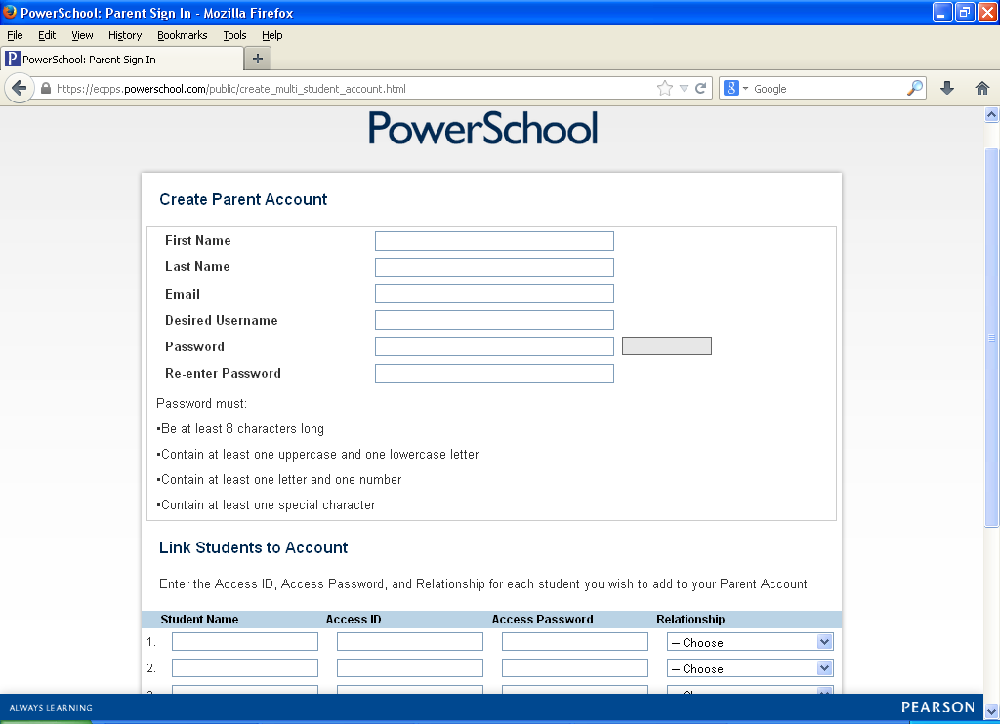 PowerSchool: Parent Sign In - Mozilla Firefox
File Edit View History Bookmarks Tools Help
PowerSchool: Parent Sign In
https://ecpps.powerschool.com/public/create_multi_student_account.html
Google
PowerSchool
Create Parent Account
First Name
Last Name
Email
Desired Username
Password
Re-enter Password
Password must:
•Be at least 8 characters long
•Contain at least one uppercase and one lowercase letter
•Contain at least one letter and one number
•Contain at least one special character
Link Students to Account
Enter the Access ID, Access Password, and Relationship for each student you wish to add to your Parent Account
Student Name Access ID Access Password Relationship
1. -- Choose
2. -- Choose
ALWAYS LEARNING PEARSON